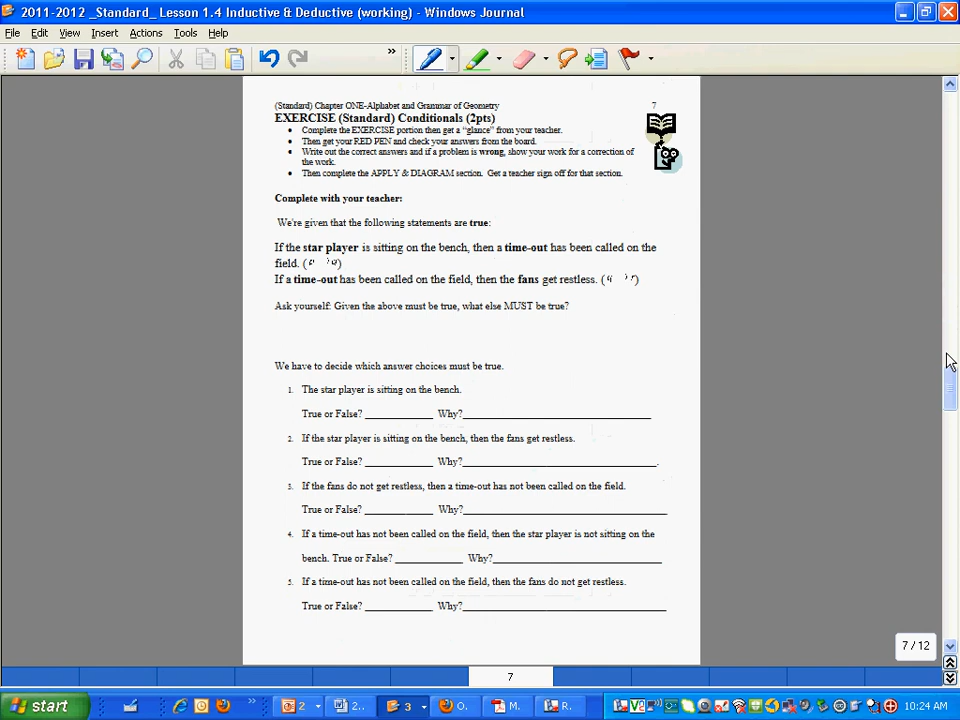 2011-2012 _Standard_ Lesson 1.4 Inductive & Deductive (working) - Windows Journal
File Edit View Insert Actions Tools Help
(Standard) Chapter ONE-Alphabet and Grammar of Geometry 7
EXERCISE (Standard) Conditionals (2pts)
• Complete the EXERCISE portion then get a “glance” from your teacher.
• Then get your RED PEN and check your answers from the board.
• Write out the correct answers and if a problem is wrong, show your work for a correction of
the work.
• Then complete the APPLY & DIAGRAM section. Get a teacher sign off for that section.
Complete with your teacher:
We're given that the following statements are true:
If the star player is sitting on the bench, then a time-out has been called on the
field. (
If a time-out has been called on the field, then the fans get restless. (
Ask yourself: Given the above must be true, what else MUST be true?
We have to decide which answer choices must be true.
1. The star player is sitting on the bench.
True or False? ____________ Why?__________________________________
2. If the star player is sitting on the bench, then the fans get restless.
True or False? ____________ Why?___________________________________.
3. If the fans do not get restless, then a time-out has not been called on the field.
True or False? ____________ Why?_____________________________________
4. If a time-out has not been called on the field, then the star player is not sitting on the
bench. True or False? ____________ Why?______________________________
5. If a time-out has not been called on the field, then the fans do not get restless.
True or False? ____________ Why?_____________________________________
7 / 12
7
start 2 2.. 3 O. M. R. 10:24 AM